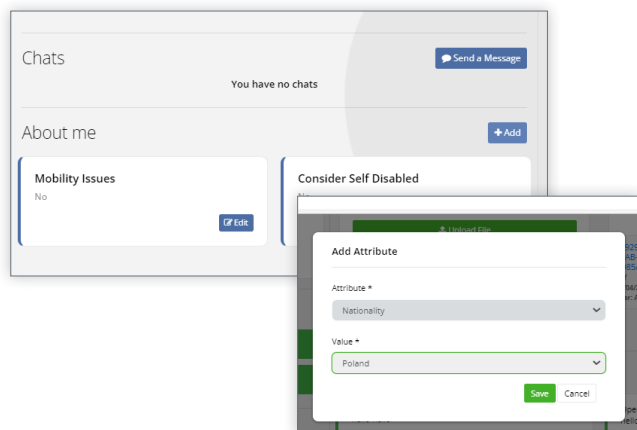 Chats
Send a Message
You have no chats
About me
+ Add
Mobility Issues
No
Edit
Consider Self Disabled
Upload File
Add Attribute
Attribute *
Nationality
Value *
Poland
Save Cancel